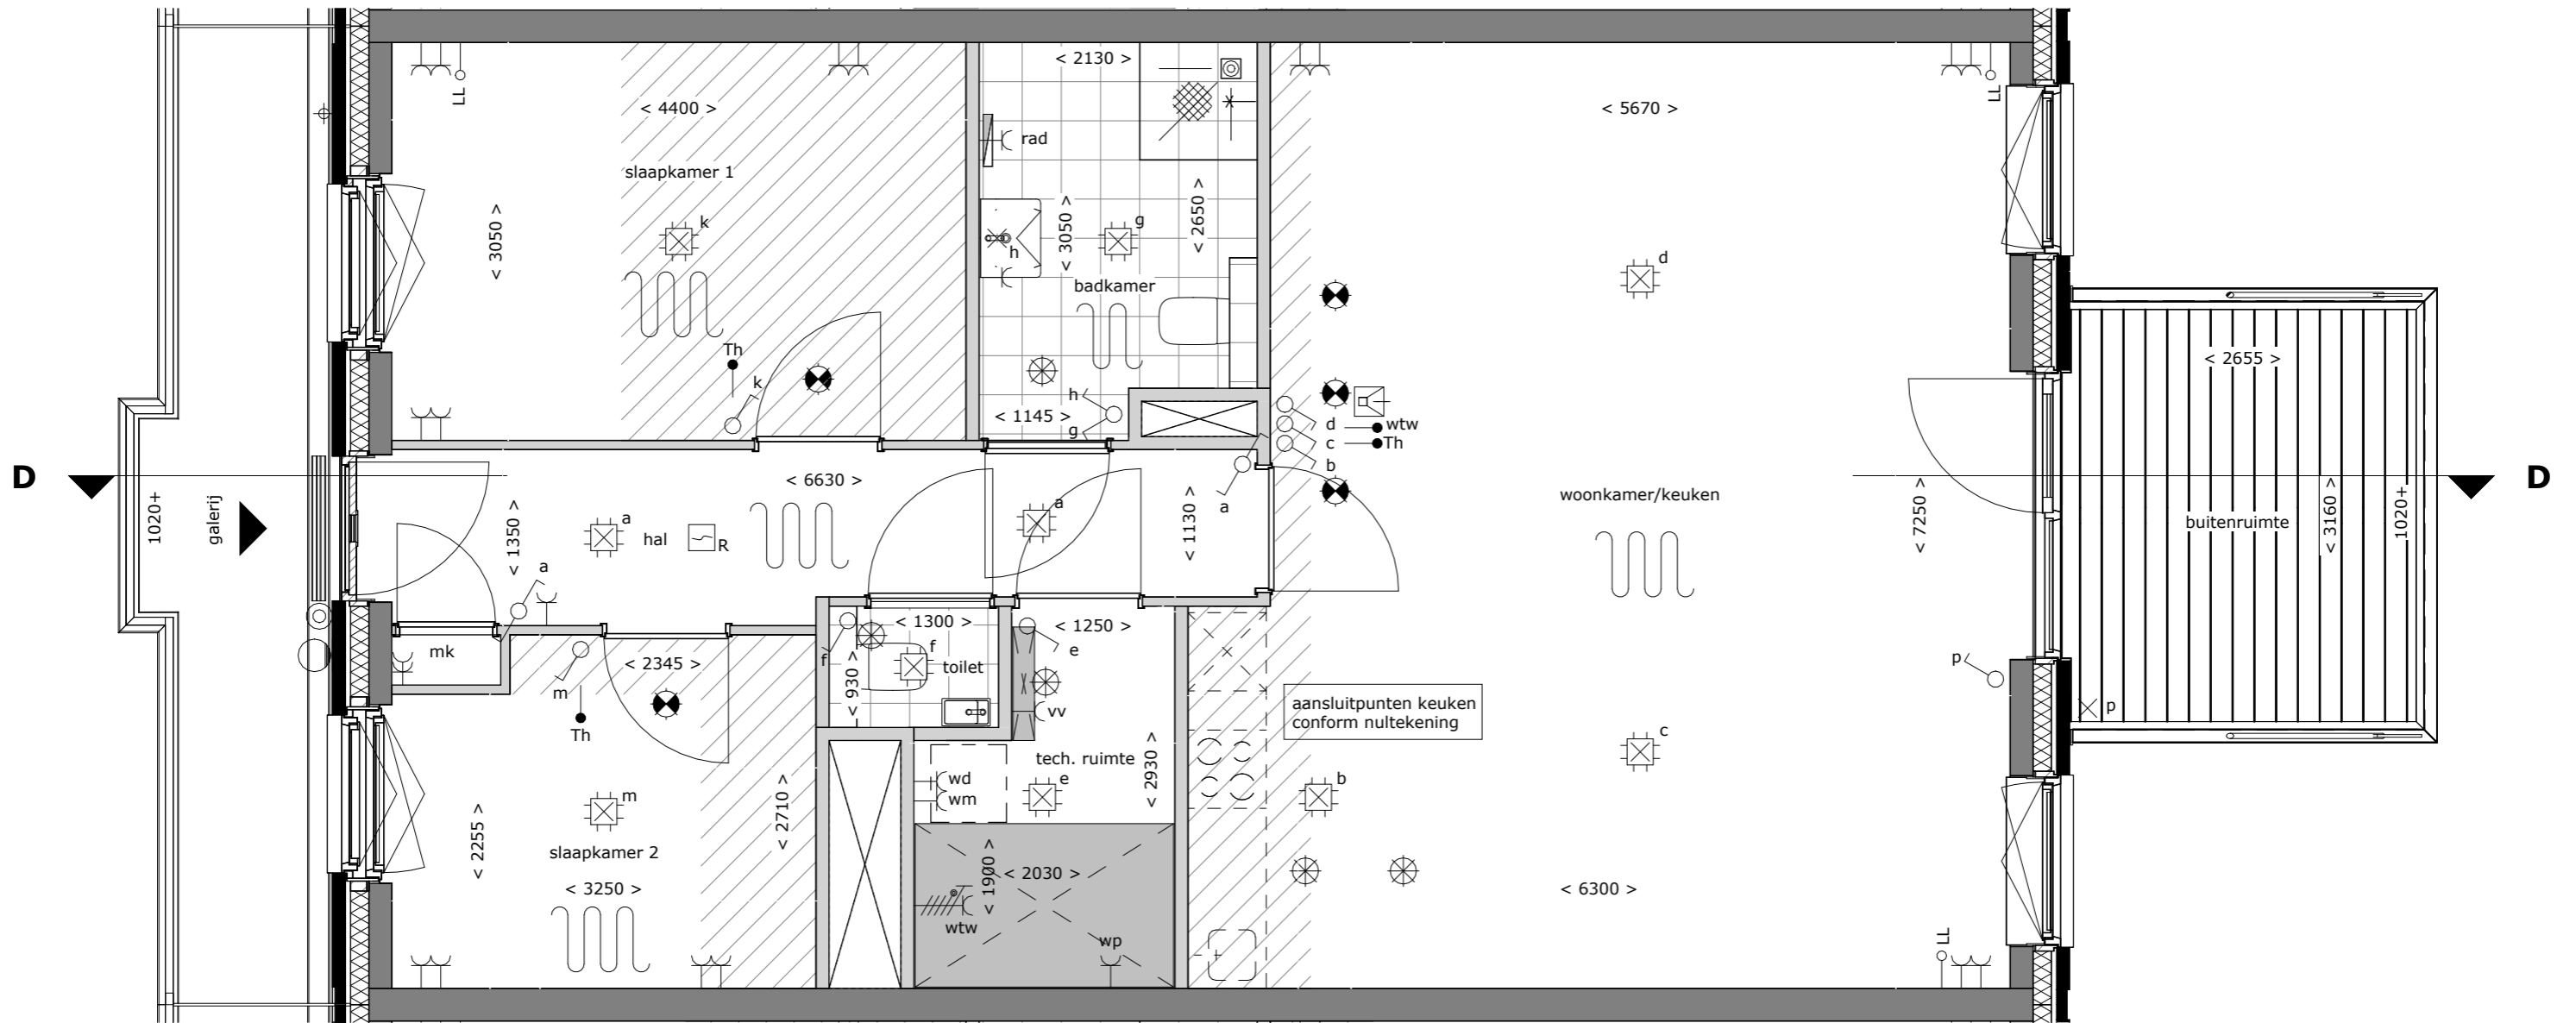 < 2130 >
LL
< 4400 >
< 5670 >
LL
rad
slaapkamer 1
k
< 3050 >
< 3050 >
< 2650 >
g
h
badkamer
d
Th
k
h
< 1145 >
g
d
wtw
c
Th
b
< 2655 >
D
D
1020+
galerij
< 6630 >
< 1350 >
a
hal
R
a
< 1130 >
a
woonkamer/keuken
< 7250 >
buitenruimte
< 3160 >
1020+
a
mk
< 2345 >
m
Th
< 1300 >
f
f
toilet
< 930 >
< 1250 >
e
vv
aansluitpunten keuken
conform nultekening
p
p
c
tech. ruimte
< 2930 >
wd
wm
e
b
m
< 2710 >
< 2255 >
slaapkamer 2
< 3250 >
< 1900 >
< 2030 >
wtw
wp
< 6300 >
LL